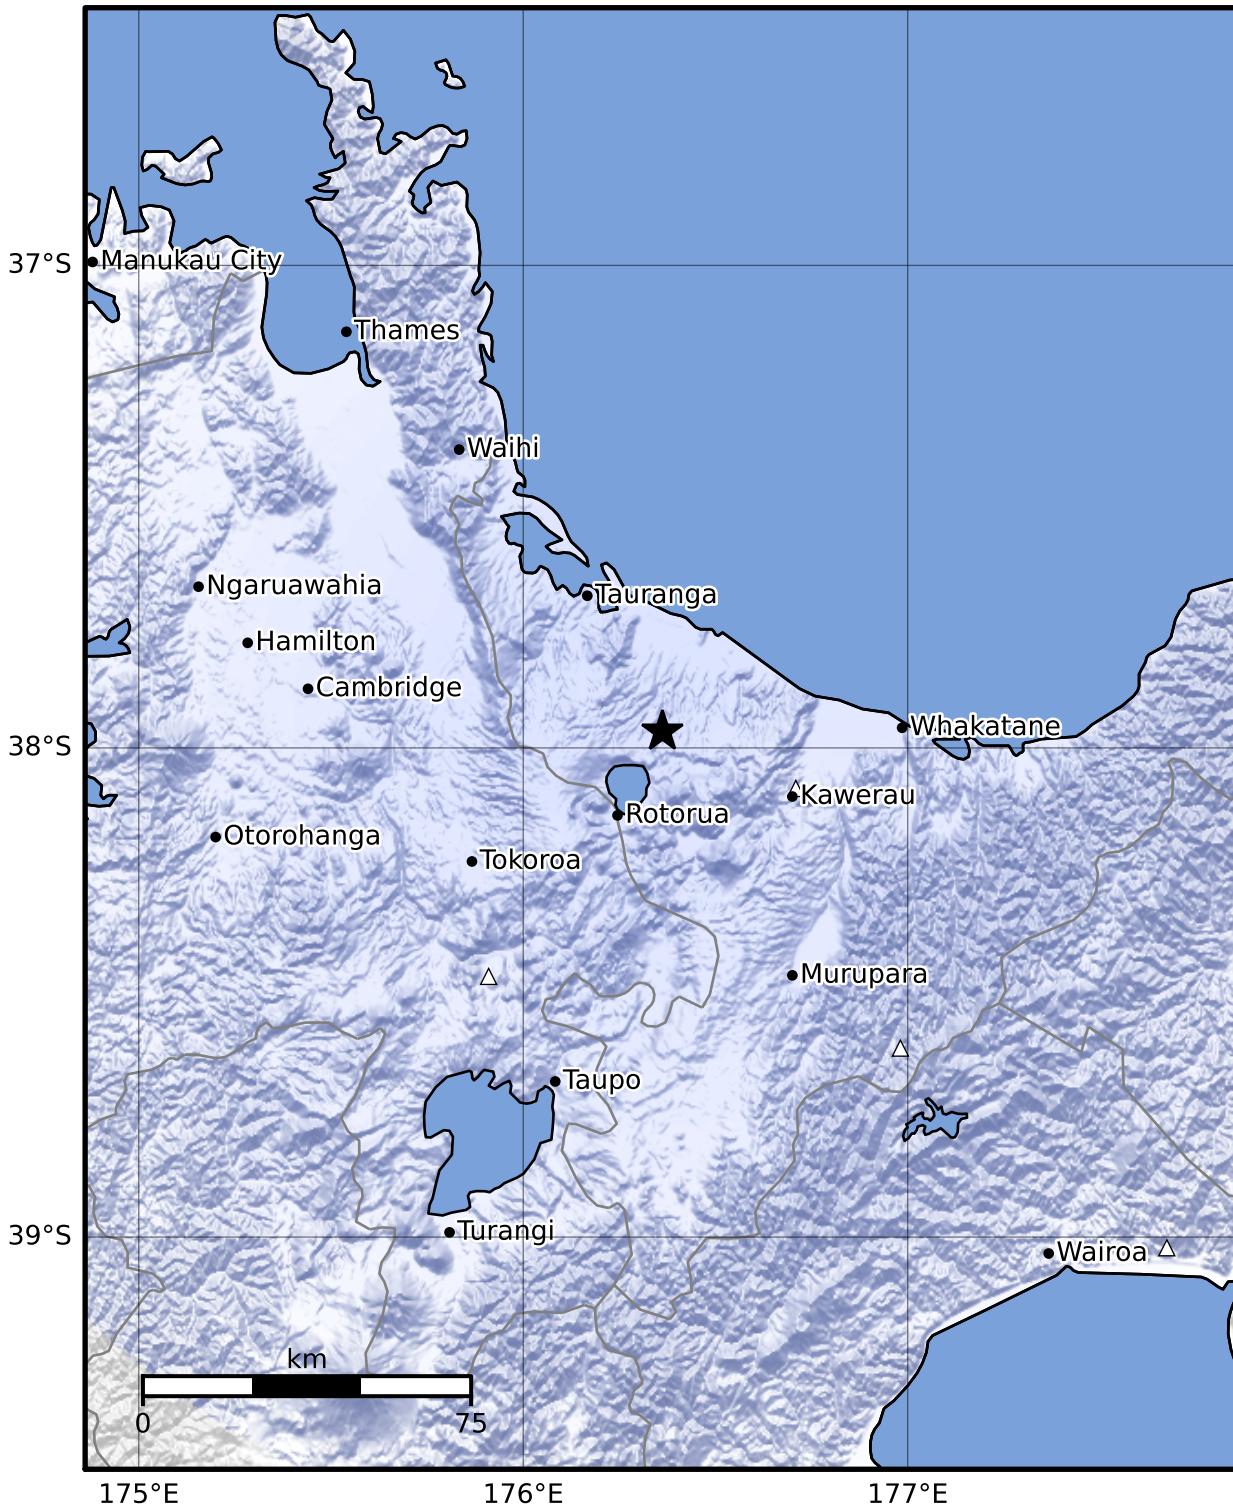 Manukau City
37°S
Thames
Waihi
Ngaruawahia
Tauranga
Hamilton
Cambridge
Whakatane
38°S
Kawerau
Rotorua
Otorohanga
Tokoroa
Murupara
Taupo
Turangi
39°S
Wairoa
km
0
75
175°E
176°E
177°E